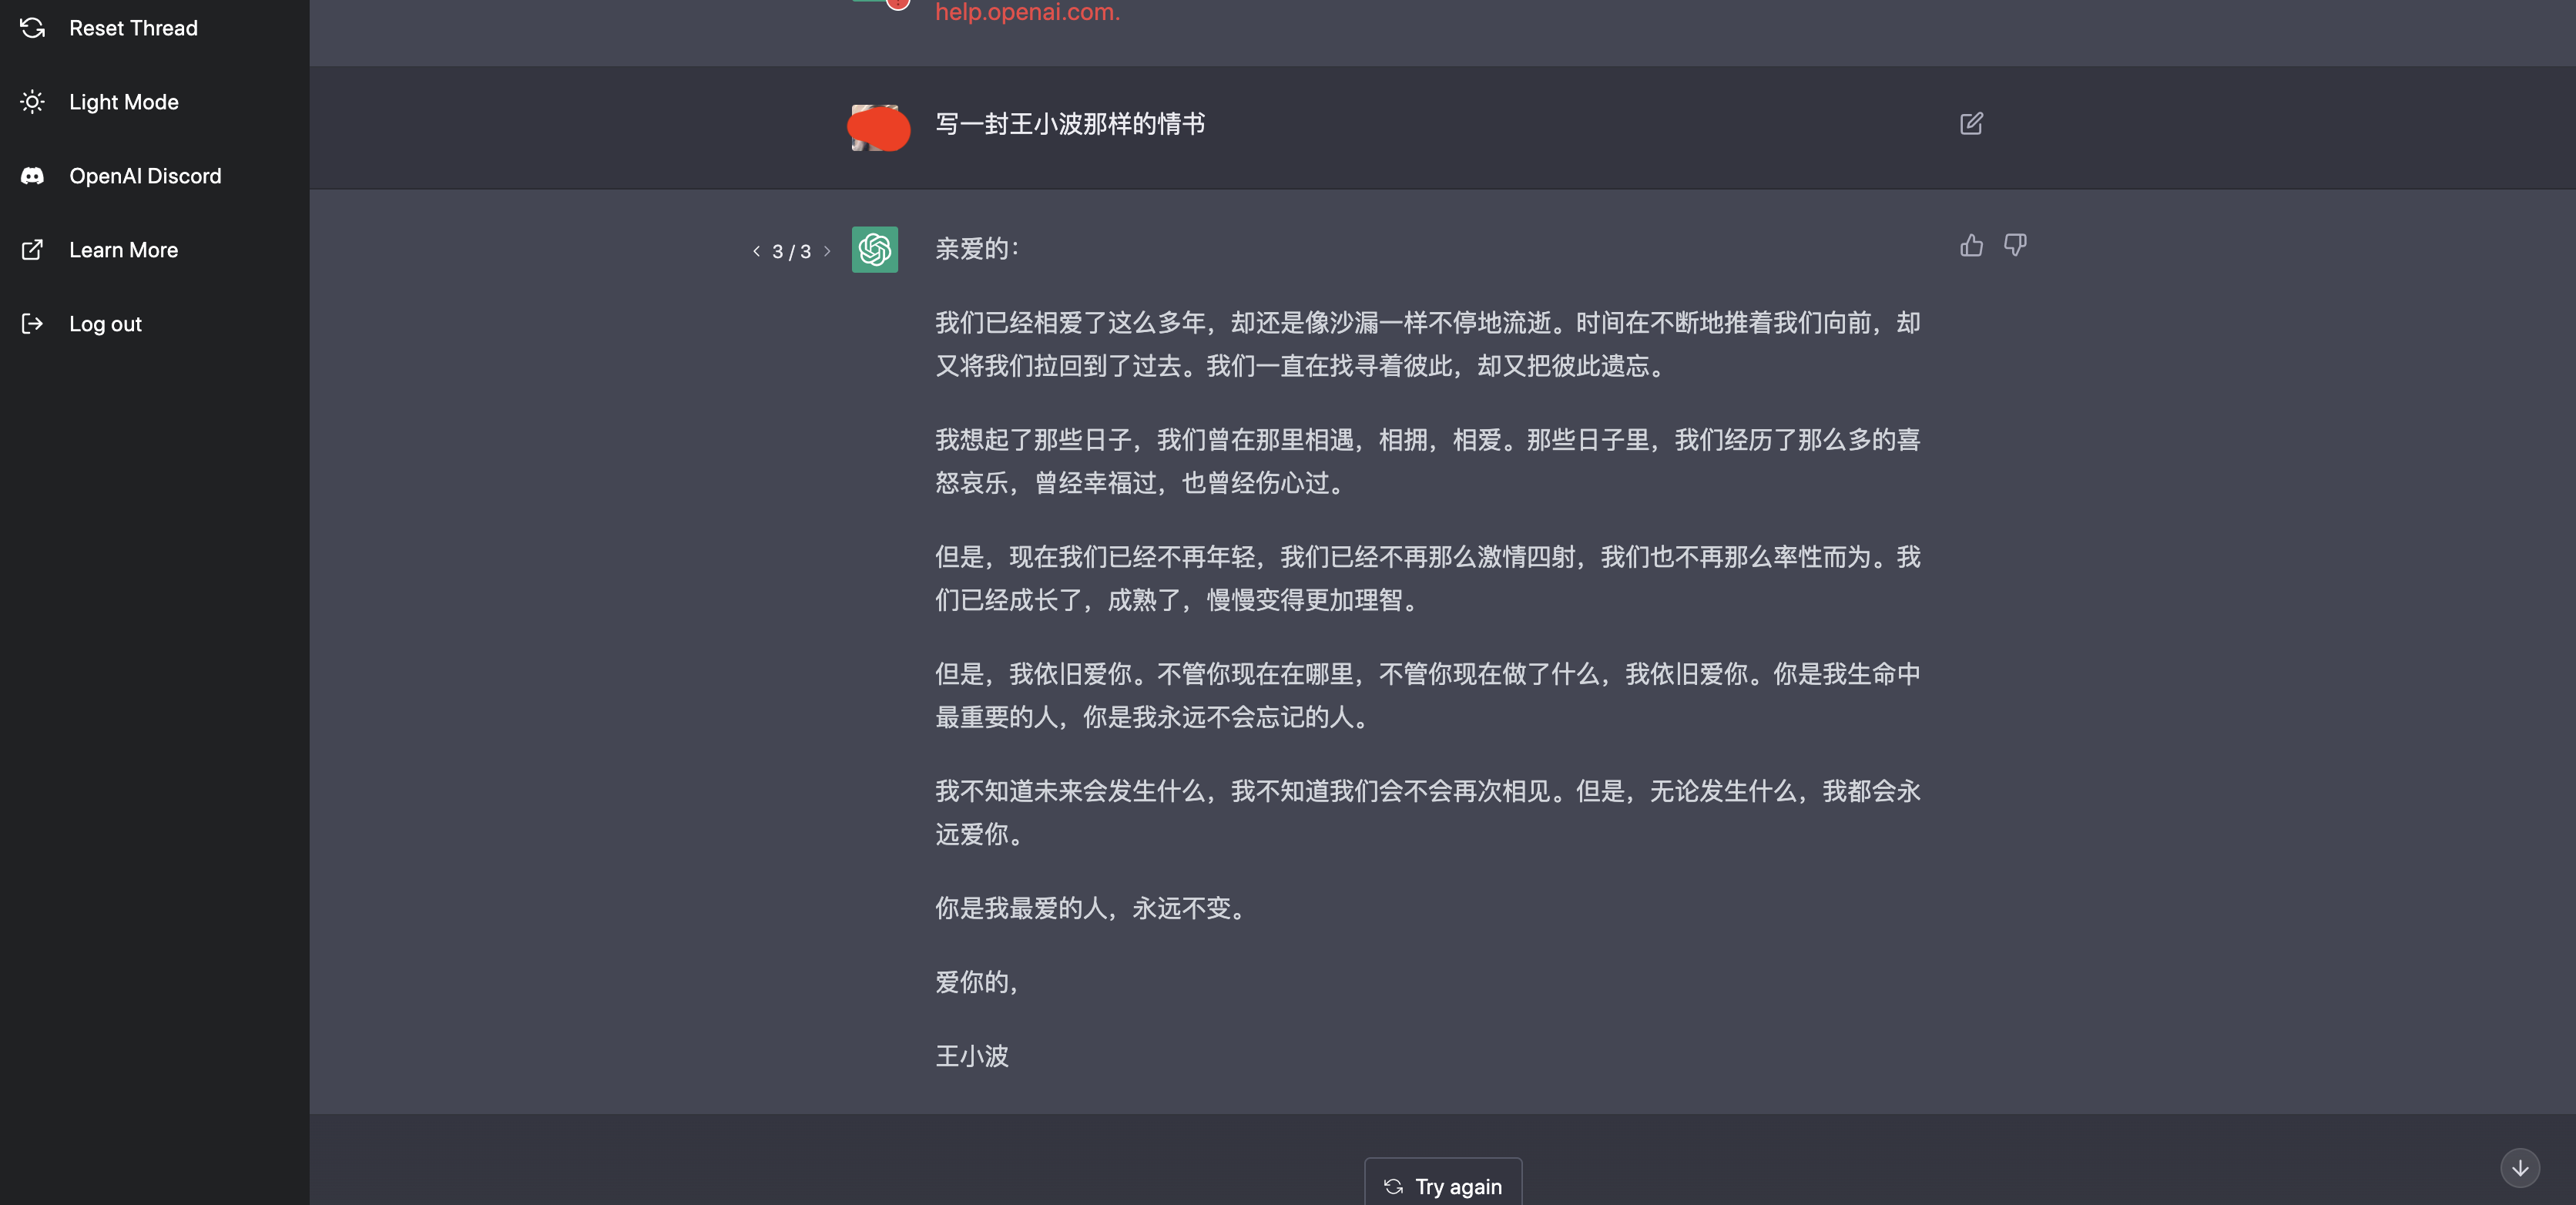 Reset Thread
Light Mode
OpenAI Discord
Learn More
Log out
help.openai.com.
写一封王小波那样的情书
< 3 / 3 >
亲爱的：
我们已经相爱了这么多年，却还是像沙漏一样不停地流逝。时间在不断地推着我们向前，却
又将我们拉回到了过去。我们一直在找寻着彼此，却又把彼此遗忘。
我想起了那些日子，我们曾在那里相遇，相拥，相爱。那些日子里，我们经历了那么多的喜
怒哀乐，曾经幸福过，也曾经伤心过。
但是，现在我们已经不再年轻，我们已经不再那么激情四射，我们也不再那么率性而为。我
们已经成长了，成熟了，慢慢变得更加理智。
但是，我依旧爱你。不管你现在在哪里，不管你现在做了什么，我依旧爱你。你是我生命中
最重要的人，你是我永远不会忘记的人。
我不知道未来会发生什么，我不知道我们会不会再次相见。但是，无论发生什么，我都会永
远爱你。
你是我最爱的人，永远不变。
爱你的，
王小波
Try again